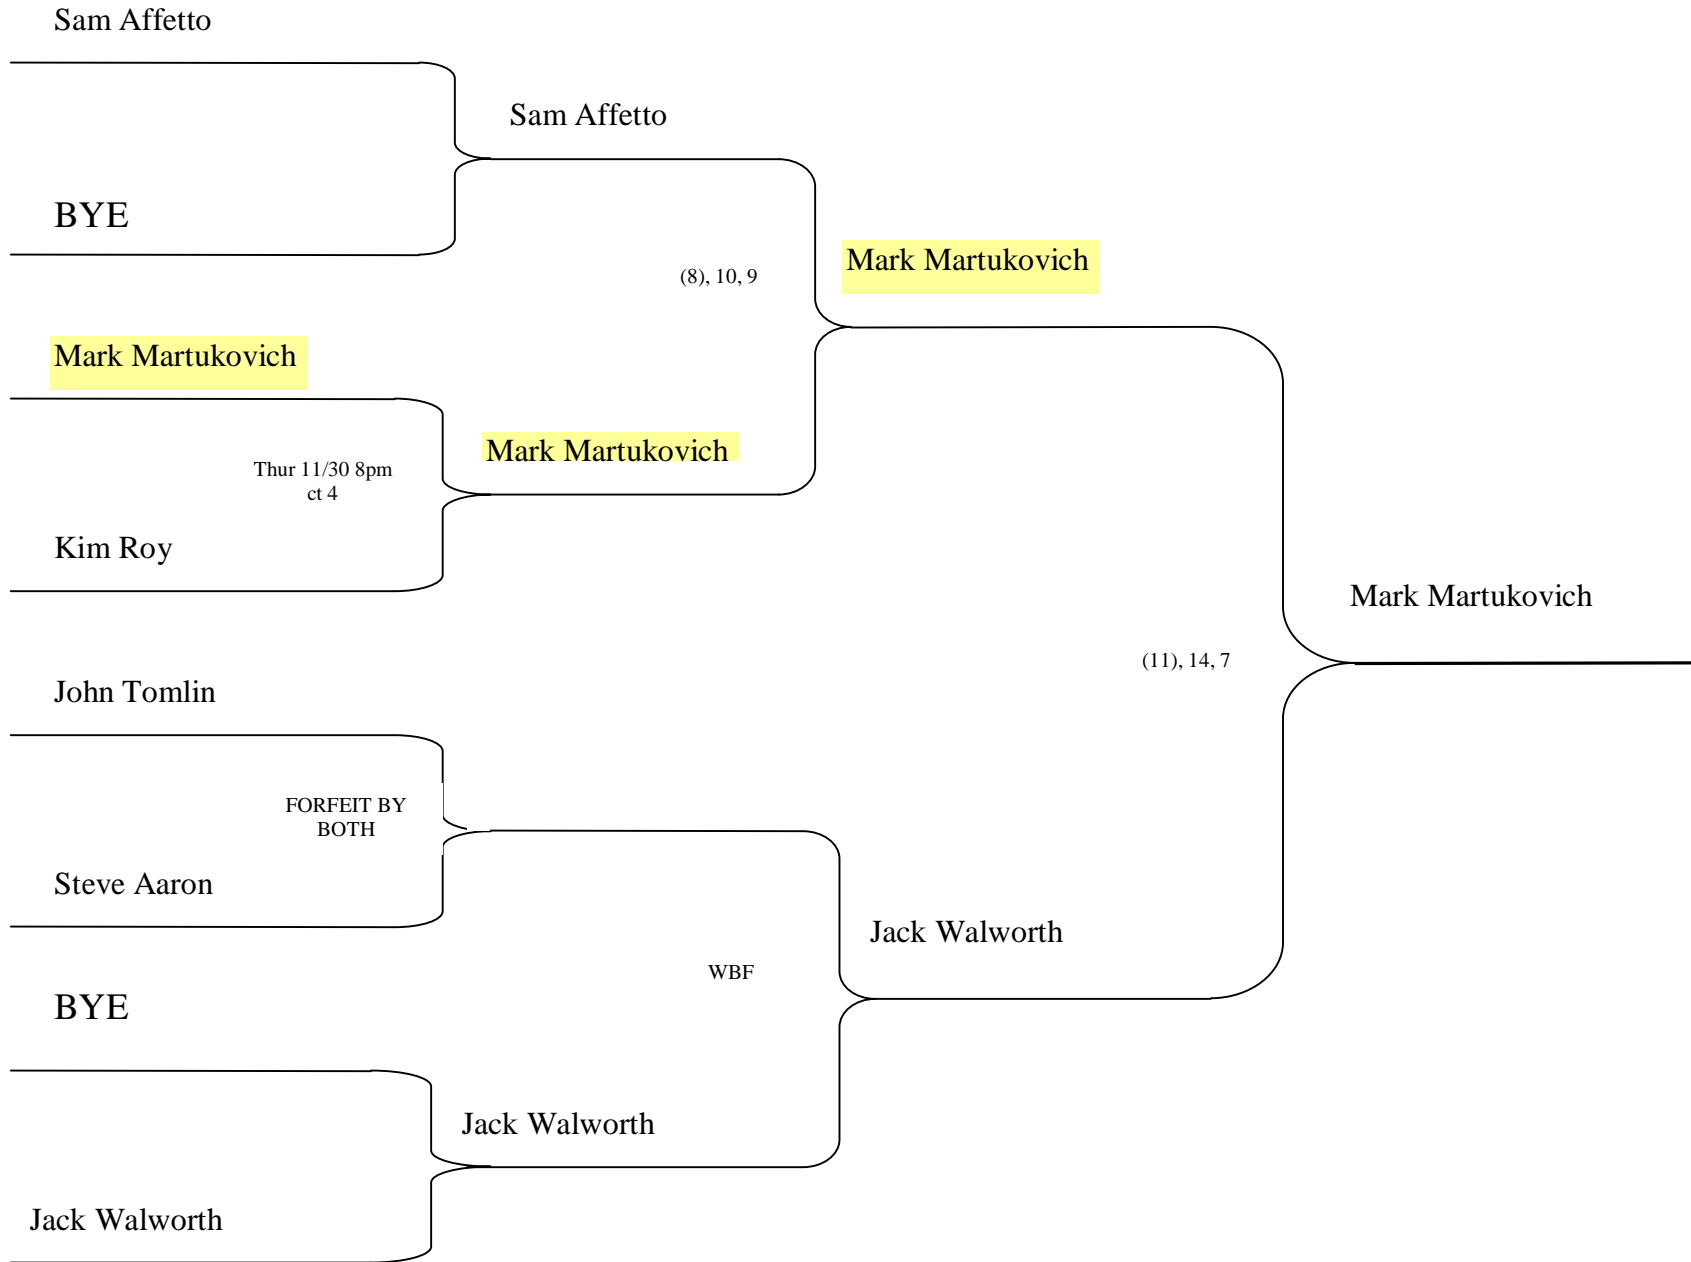 Sam Affetto
Sam Affetto
BYE
Mark Martukovich
(8), 10, 9
Mark Martukovich
Mark Martukovich
Thur 11/30 8pm
ct 4
Kim Roy
Mark Martukovich
(11), 14, 7
John Tomlin
FORFEIT BY
BOTH
Steve Aaron
Jack Walworth
WBF
BYE
Jack Walworth
Jack Walworth